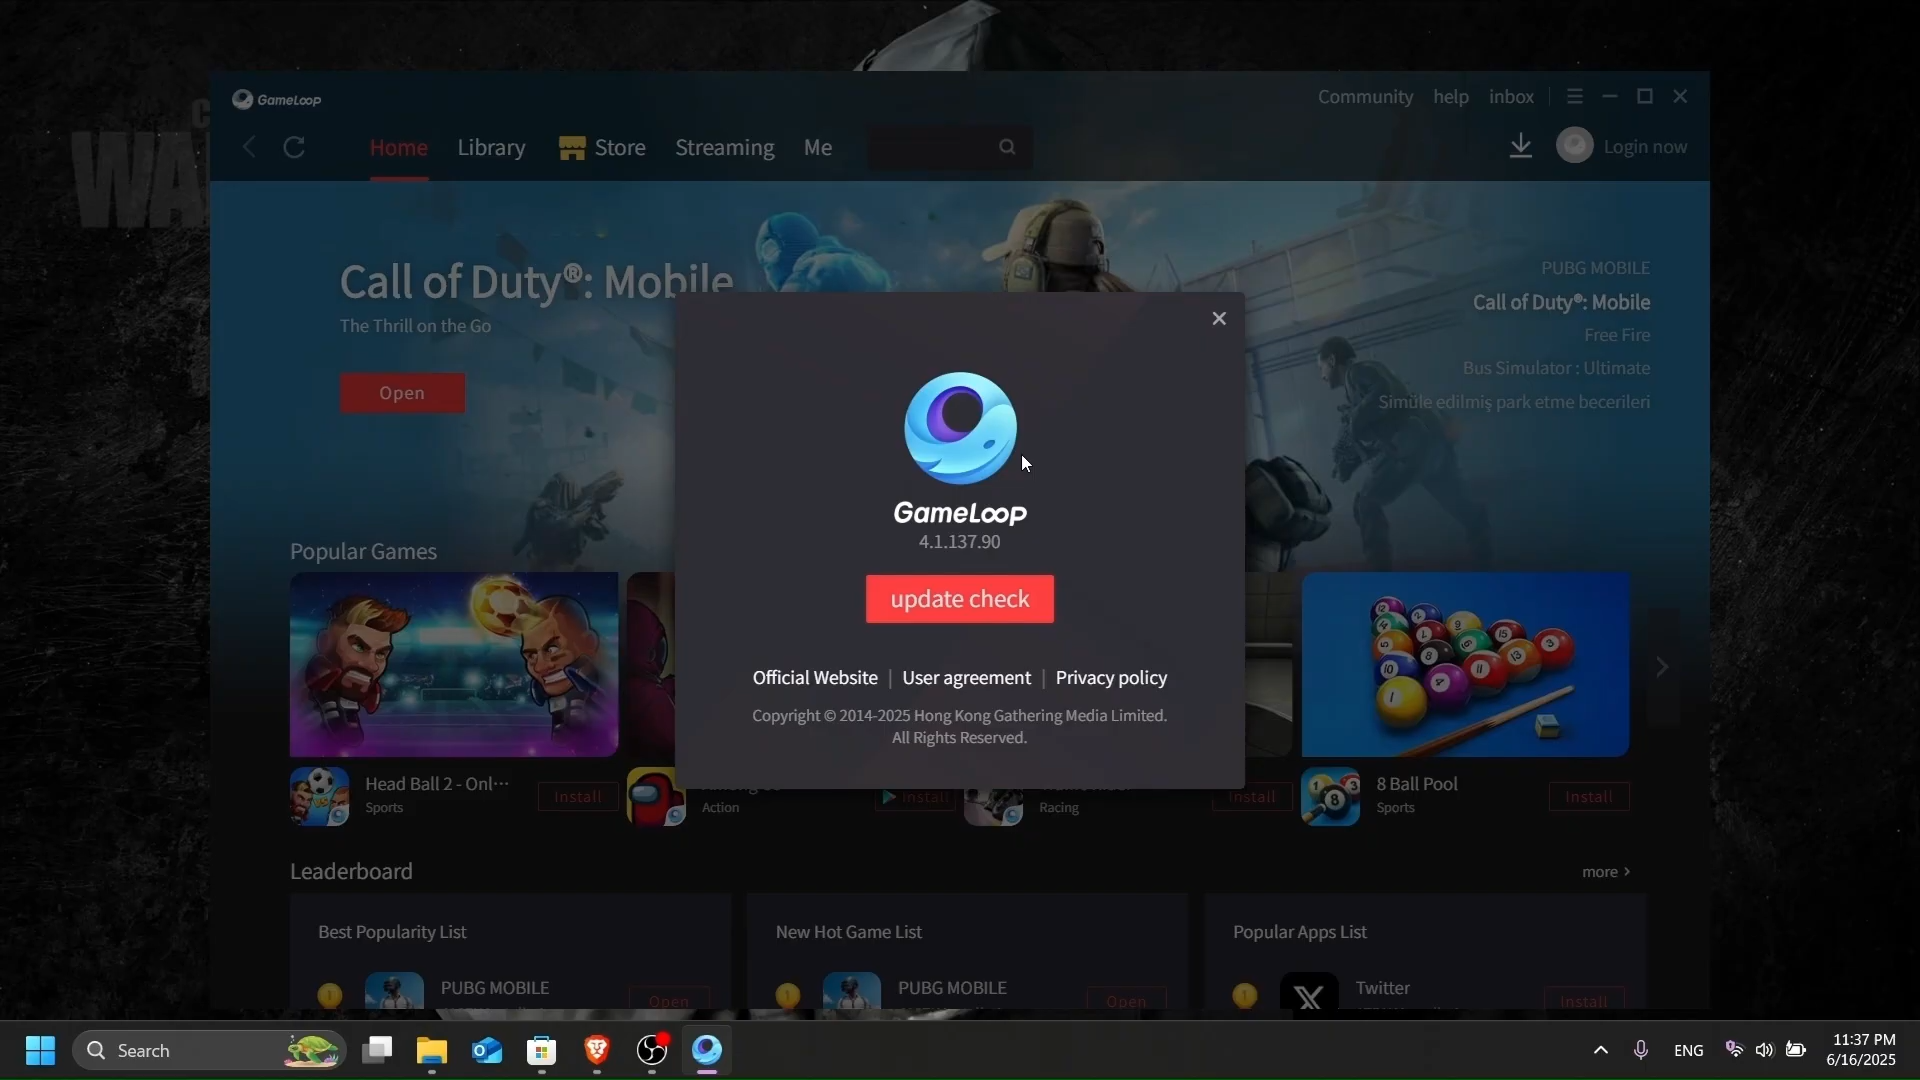 GameLoop
Community help inbox
Home Library Store Streaming Me
Login now
Call of Duty®: Mobile
The Thrill on the Go
Open
PUBG MOBILE
Call of Duty®: Mobile
Free Fire
Bus Simulator : Ultimate
Simüle edilmiş park etme becerileri
GameLoop
4.1.137.90
update check
Official Website | User agreement | Privacy policy
Copyright © 2014-2025 Hong Kong Gathering Media Limited.
All Rights Reserved.
Popular Games
Head Ball 2 - Onl···
Sports
Install
Action
Install
Racing
Install
8 Ball Pool
Sports
Install
Leaderboard
more >
Best Popularity List
New Hot Game List
Popular Apps List
PUBG MOBILE
Open
PUBG MOBILE
Open
Twitter
Install
Search
ENG
11:37 PM
6/16/2025